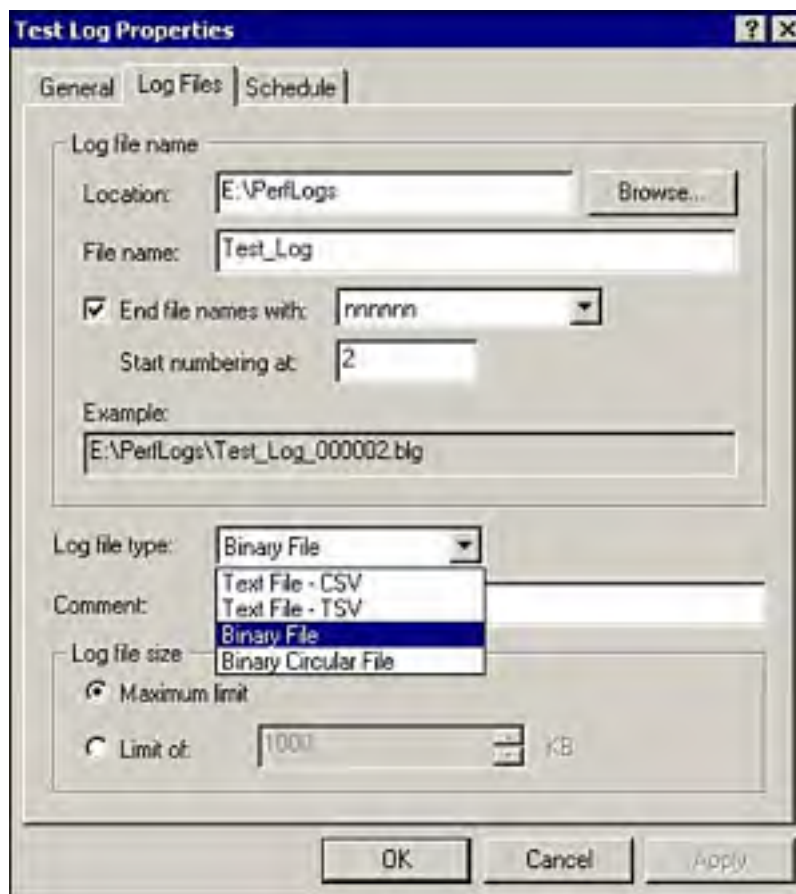 Test Log Properties
General Log Files Schedule
Log file name
Location: E:\PerfLogs Browse...
File name: Test_Log
End file names with: nnnnnn
Start numbering at: 2
Example:
E:\PerfLogs\Test_Log_000002.blg
Log file type: Binary File
Text File - CSV
Comment: Text File - TSV
Binary File
Log file size
Binary Circular File
Maximum limit
Limit of: 1000 KB
OK Cancel Apply